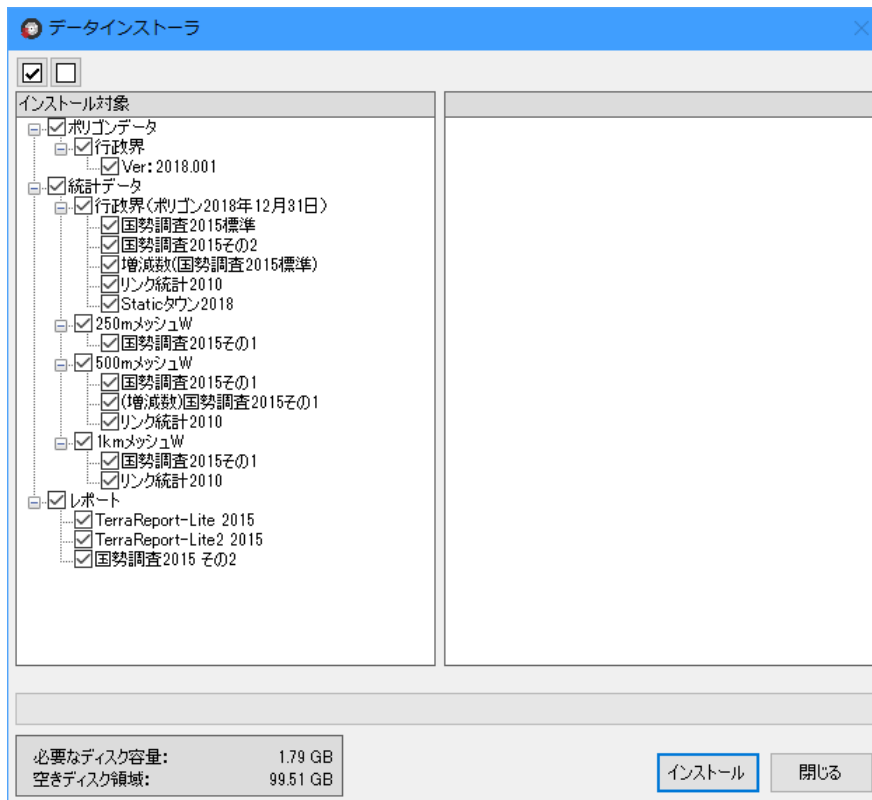 データインストーラ
インストール対象
ポリゴンデータ
行政界
Ver:2018.001
統計データ
行政界(ポリゴン2018年12月31日)
国勢調査2015標準
国勢調査2015その2
増減数(国勢調査2015標準)
リンク統計2010
Staticタウン2018
250mメッシュW
国勢調査2015その1
500mメッシュW
国勢調査2015その1
(増減数)国勢調査2015その1
リンク統計2010
1kmメッシュW
国勢調査2015その1
リンク統計2010
レポート
TerraReport-Lite 2015
TerraReport-Lite2 2015
国勢調査2015 その2
必要なディスク容量: 1.79 GB
空きディスク領域: 99.51 GB
インストール 閉じる